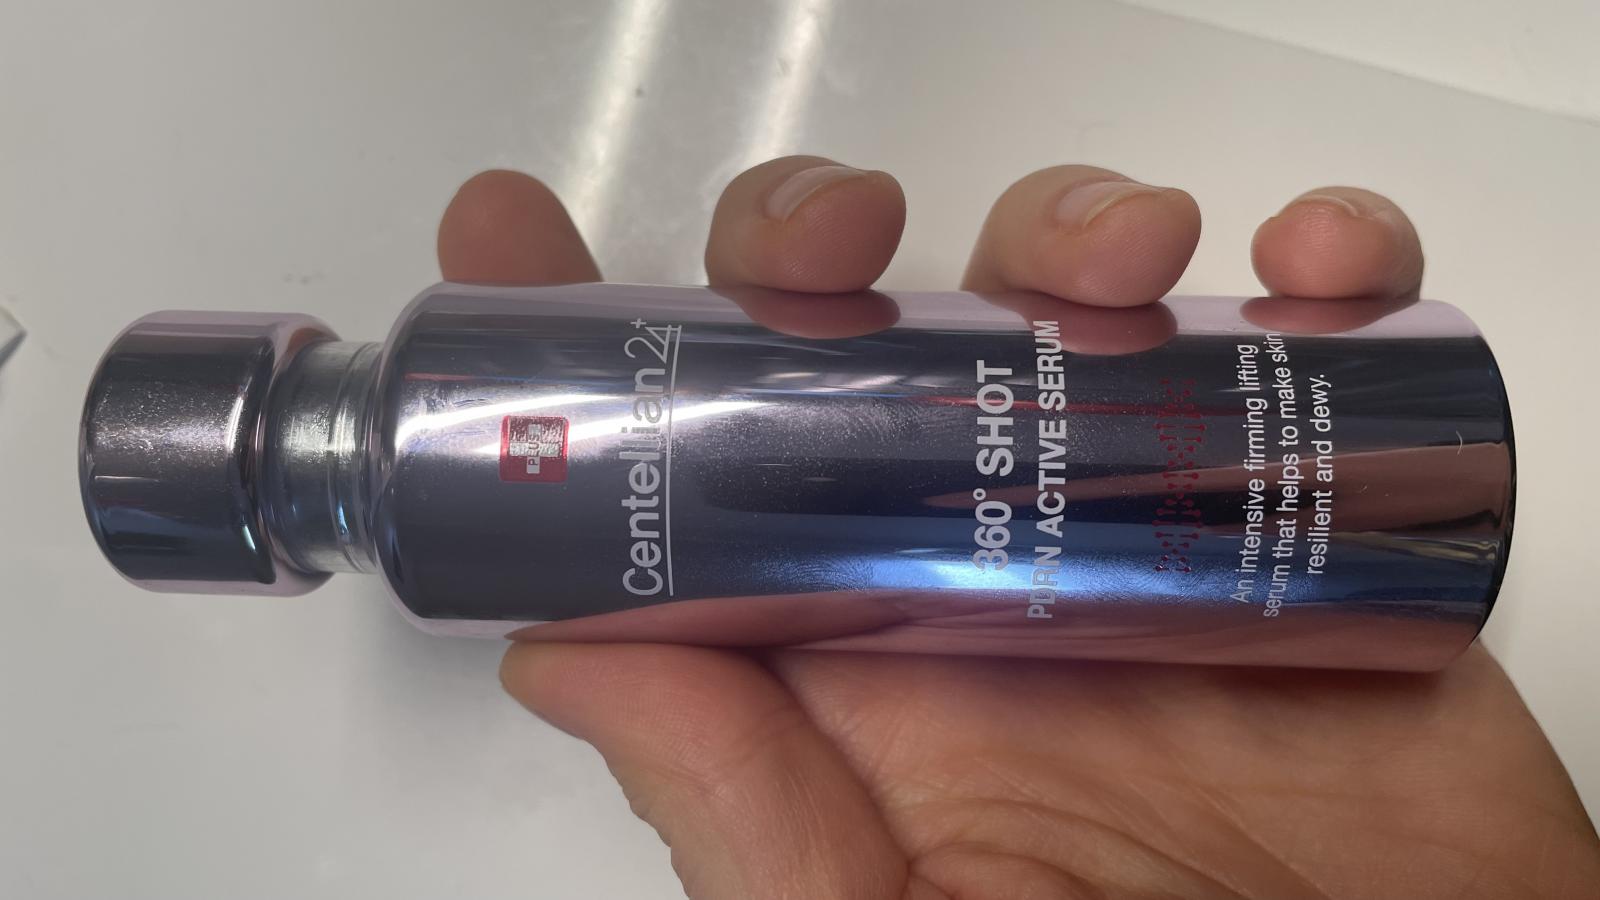 PLUS
Centellian24+
360° SHOT
PDRN ACTIVE SERUM
An intensive firming lifting
serum that helps to make skin
resilient and dewy.